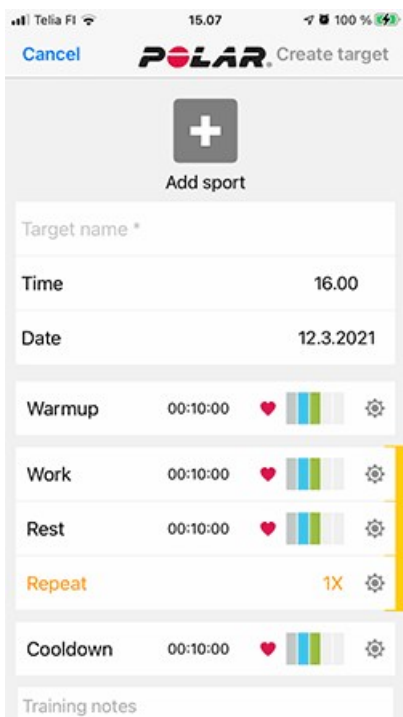 Telia FI 15.07 100 %
Cancel POLAR. Create target
Add sport
Target name *
Time 16.00
Date 12.3.2021
Warmup 00:10:00
Work 00:10:00
Rest 00:10:00
Repeat 1X
Cooldown 00:10:00
Training notes